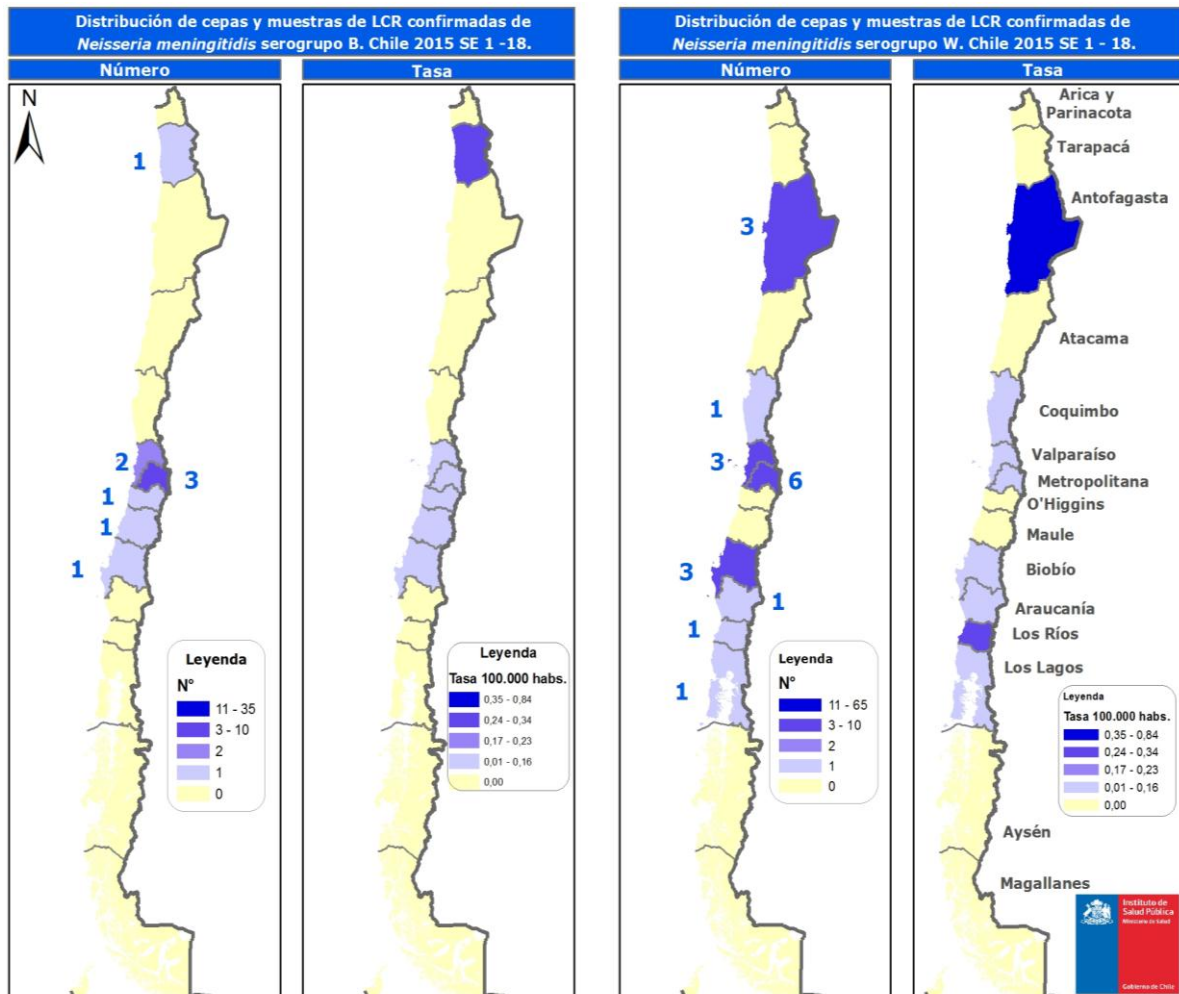 Distribución de cepas y muestras de LCR confirmadas de
Neisseria meningitidis serogrupo B. Chile 2015 SE 1 -18.
Número
Tasa
N
1
2
3
1
1
1
Leyenda
N°
11 - 35
3 - 10
2
1
0
Leyenda
Tasa 100.000 habs.
0,35 - 0,84
0,24 - 0,34
0,17 - 0,23
0,01 - 0,16
0,00
Distribución de cepas y muestras de LCR confirmadas de
Neisseria meningitidis serogrupo W. Chile 2015 SE 1 - 18.
Número
Tasa
3
1
3
6
3
1
1
1
Leyenda
N°
11 - 65
3 - 10
2
1
0
Arica y
Parinacota
Tarapacá
Antofagasta
Atacama
Coquimbo
Valparaíso
Metropolitana
O'Higgins
Maule
Biobío
Araucanía
Los Ríos
Los Lagos
Leyenda
Tasa 100.000 habs.
0,35 - 0,84
0,24 - 0,34
0,17 - 0,23
0,01 - 0,16
0,00
Aysén
Magallanes
Instituto de
Salud Pública
Ministerio de Salud
Gobierno de Chile